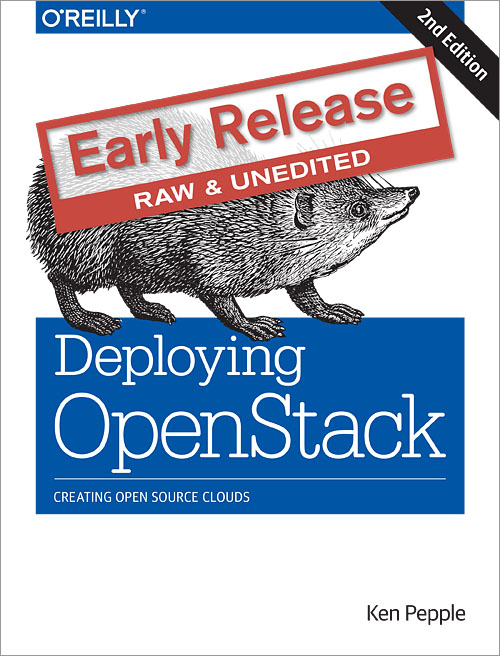 O'REILLY®
2nd Edition
Early Release
RAW & UNEDITED
Deploying
OpenStack
CREATING OPEN SOURCE CLOUDS
Ken Pepple